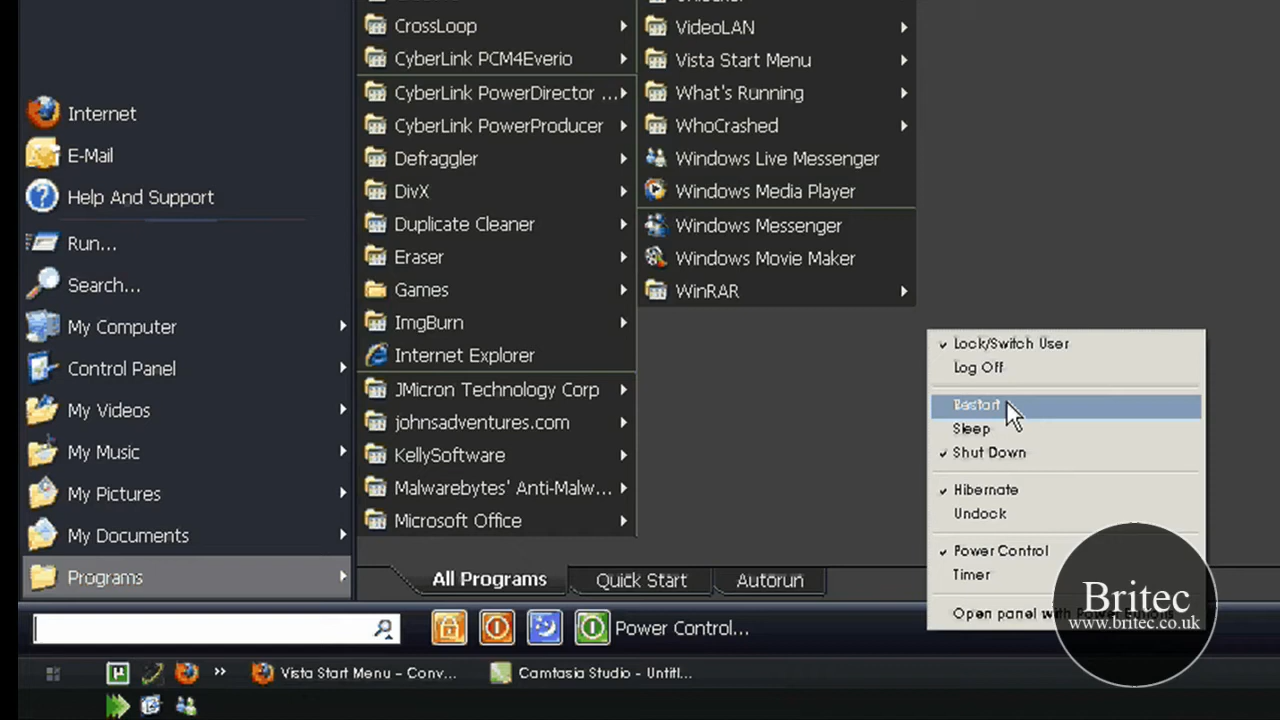 Internet
E-Mail
Help And Support
Run...
Search...
My Computer
Control Panel
My Videos
My Music
My Pictures
My Documents
Programs
CrossLoop
CyberLink PCM4Everio
CyberLink PowerDirector ...
CyberLink PowerProducer
Defraggler
DivX
Duplicate Cleaner
Eraser
Games
ImgBurn
Internet Explorer
JMicron Technology Corp
johnsadventures.com
KellySoftware
Malwarebytes' Anti-Malw...
Microsoft Office
VideoLAN
Vista Start Menu
What's Running
WhoCrashed
Windows Live Messenger
Windows Media Player
Windows Messenger
Windows Movie Maker
WinRAR
Lock/Switch User
Log Off
Restart
Sleep
Shut Down
Hibernate
Undock
Power Control
Timer
Open panel with Power Buttons
All Programs
Quick Start
Autorun
Power Control...
Britec
www.britec.co.uk
Vista Start Menu - Conv...
Camtasia Studio - Untitl...